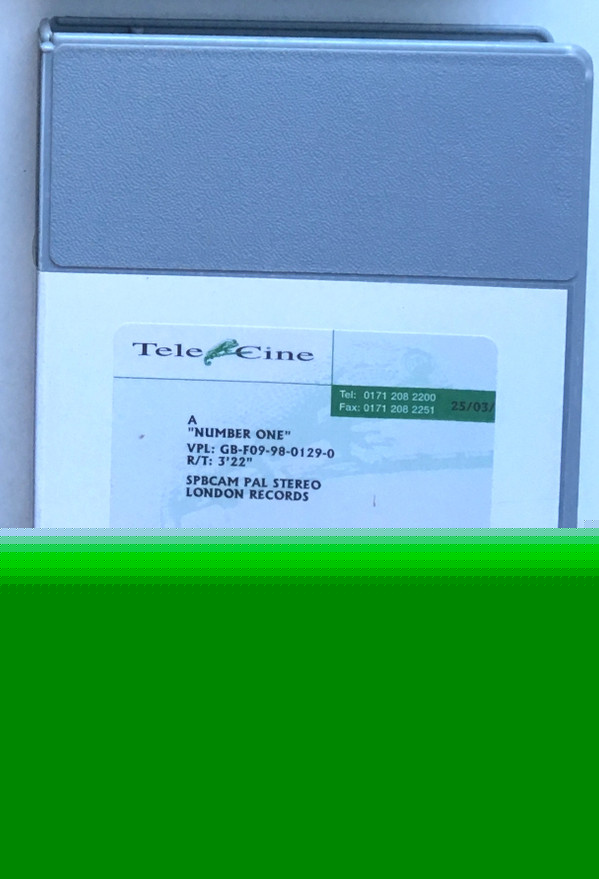 Tele Cine
Tel: 0171 208 2200
Fax: 0171 208 2251
25/03/
A
"NUMBER ONE"
VPL: GB-F09-98-0129-0
R/T: 3'22"
SPBCAM PAL STEREO
LONDON RECORDS